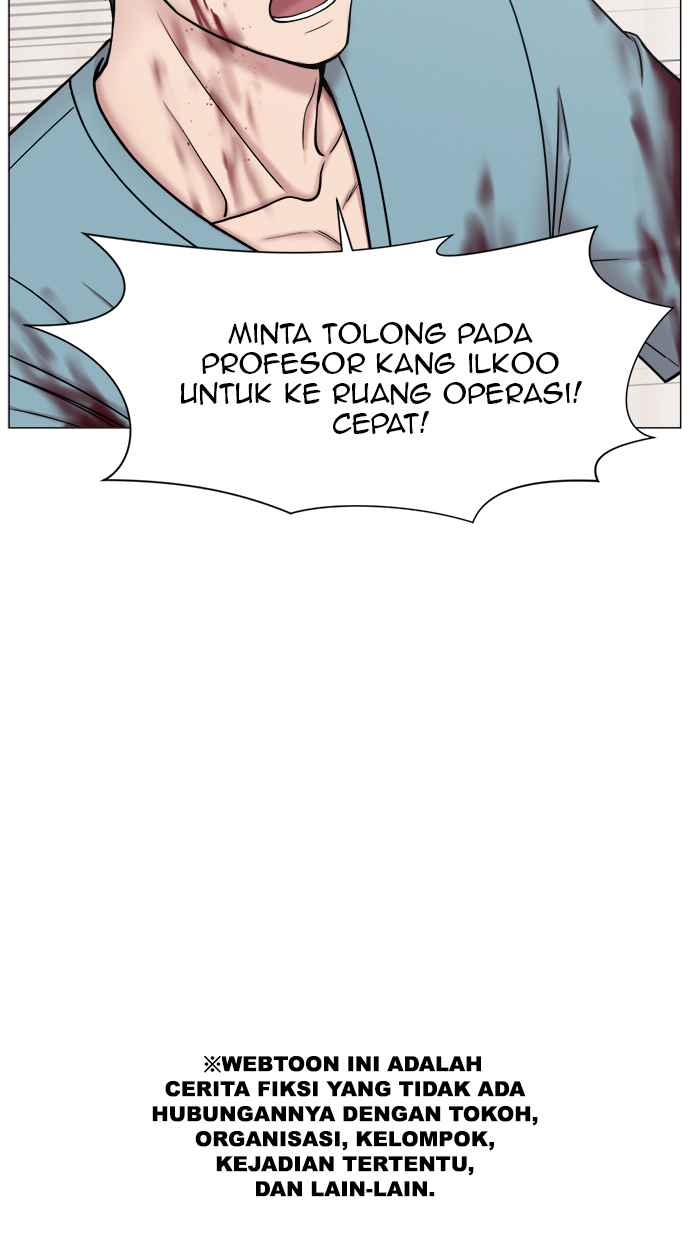 MINTA TOLONG PADA
PROFESOR KANG ILKOO
UNTUK KE RUANG OPERASI!
CEPAT!
※WEBTOON INI ADALAH
CERITA FIKSI YANG TIDAK ADA
HUBUNGANNYA DENGAN TOKOH,
ORGANISASI, KELOMPOK,
KEJADIAN TERTENTU,
DAN LAIN-LAIN.